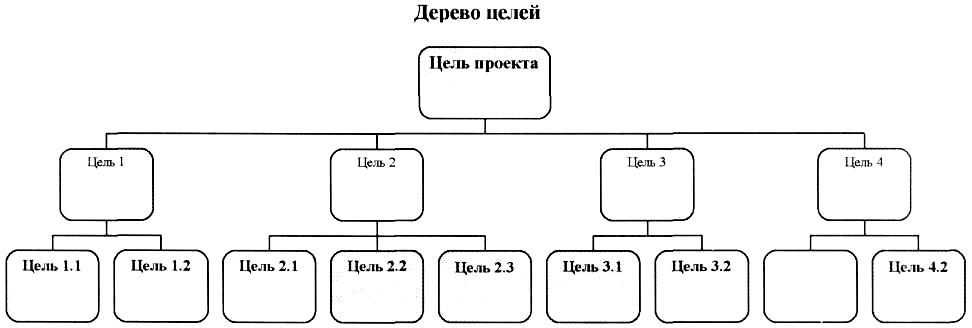 Дерево целей
Цель проекта
Цель 1
Цель 2
Цель 3
Цель 4
Цель 1.1
Цель 1.2
Цель 2.1
Цель 2.2
Цель 2.3
Цель 3.1
Цель 3.2
Цель 4.2